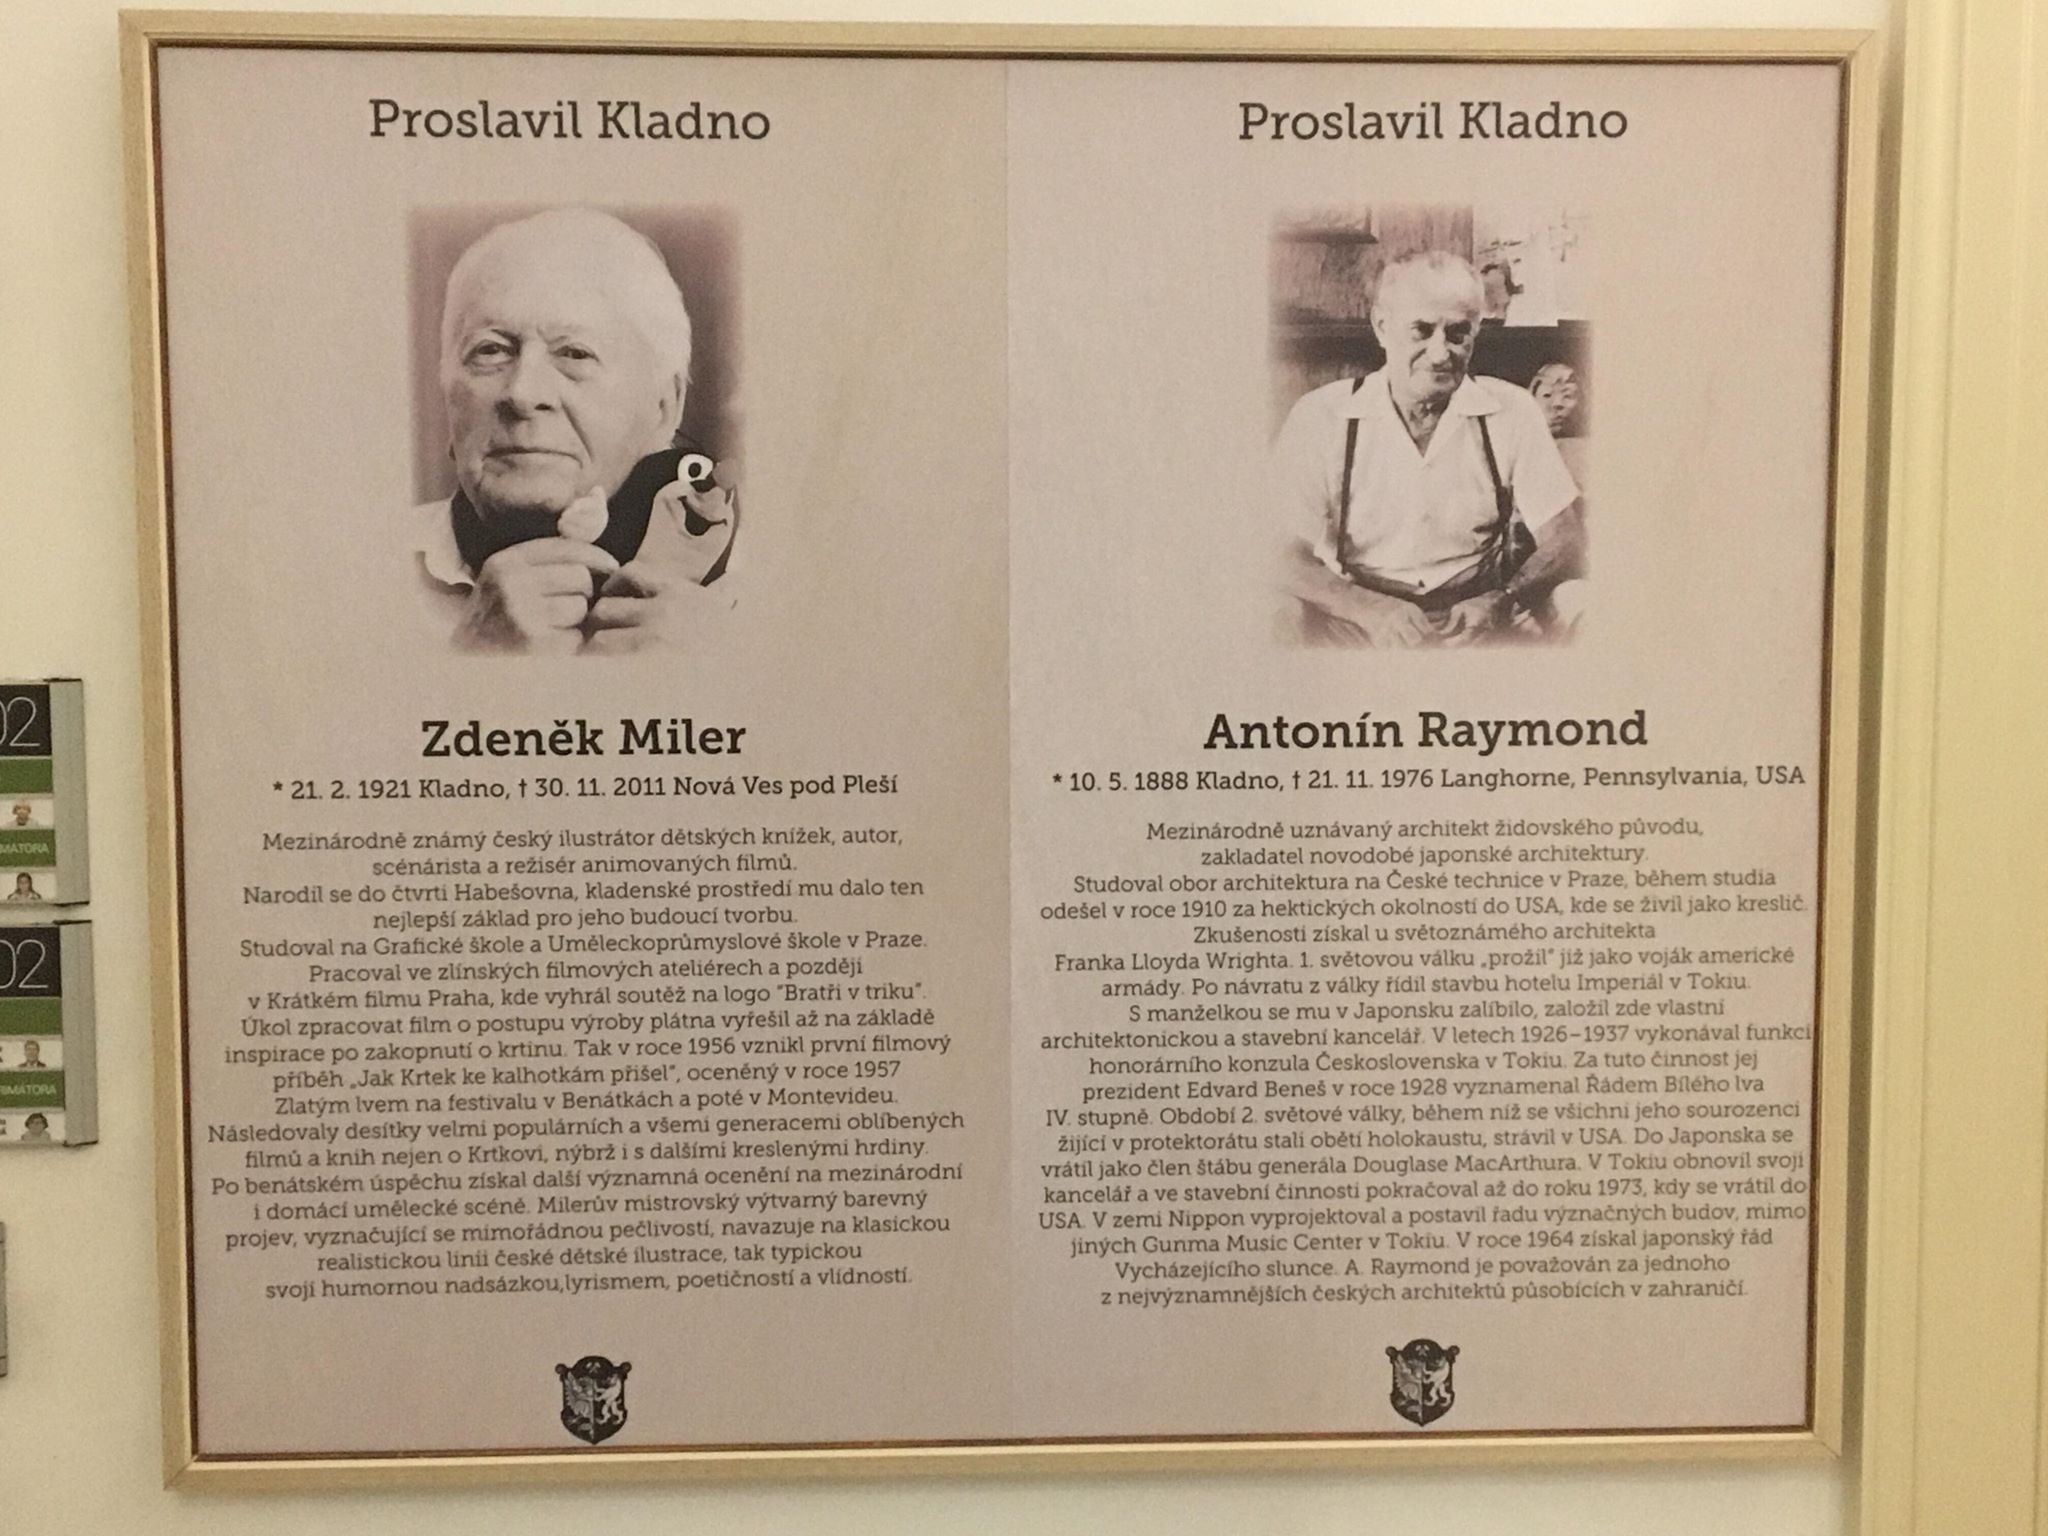 Proslavil Kladno
Zdeněk Miler
* 21. 2. 1921 Kladno, † 30. 11. 2011 Nová Ves pod Pleší
Mezinárodně známý český ilustrátor dětských knížek, autor,
scénárista a režisér animovaných filmů.
Narodil se do čtvrti Habešovna, kladenské prostředí mu dalo ten
nejlepší základ pro jeho budoucí tvorbu.
Studoval na Grafické škole a Uměleckoprůmyslové škole v Praze.
Pracoval ve zlínských filmových ateliérech a později
v Krátkém filmu Praha, kde vyhrál soutěž na logo "Bratři v triku".
Úkol zpracovat film o postupu výroby plátna vyřešil až na základě
inspirace po zakopnutí o krtinu. Tak v roce 1956 vznikl první filmový
příběh „Jak Krtek ke kalhotkám přišel", oceněný v roce 1957
Zlatým lvem na festivalu v Benátkách a poté v Montevideu.
Následovaly desítky velmi populárních a všemi generacemi oblíbených
filmů a knih nejen o Krtkovi, nýbrž i s dalšími kreslenými hrdiny.
Po benátském úspěchu získal další významná ocenění na mezinárodní
i domácí umělecké scéně. Milerův mistrovský výtvarný barevný
projev, vyznačující se mimořádnou pečlivostí, navazuje na klasickou
realistickou linii české dětské ilustrace, tak typickou
svojí humornou nadsázkou,lyrismem, poetičností a vlídností.
Proslavil Kladno
Antonín Raymond
* 10. 5. 1888 Kladno, † 21. 11. 1976 Langhorne, Pennsylvania, USA
Mezinárodně uznávaný architekt židovského původu,
zakladatel novodobé japonské architektury.
Studoval obor architektura na České technice v Praze, během studia
odešel v roce 1910 za hektických okolností do USA, kde se živil jako kreslič.
Zkušenosti získal u světoznámého architekta
Franka Lloyda Wrighta. 1. světovou válku „prožil" již jako voják americké
armády. Po návratu z války řídil stavbu hotelu Imperiál v Tokiu.
S manželkou se mu v Japonsku zalíbilo, založil zde vlastní
architektonickou a stavební kancelář. V letech 1926–1937 vykonával funkci
honorárního konzula Československa v Tokiu. Za tuto činnost jej
prezident Edvard Beneš v roce 1928 vyznamenal Řádem Bílého lva
IV. stupně. Období 2. světové války, během níž se všichni jeho sourozenci
žijící v protektorátu stali obětí holokaustu, strávil v USA. Do Japonska se
vrátil jako člen štábu generála Douglase MacArthura. V Tokiu obnovil svoji
kancelář a ve stavební činnosti pokračoval až do roku 1973, kdy se vrátil do
USA. V zemi Nippon vyprojektoval a postavil řadu význačných budov, mimo
jiných Gunma Music Center v Tokiu. V roce 1964 získal japonský řád
Vycházejícího slunce. A. Raymond je považován za jednoho
z nejvýznamnějších českých architektů působících v zahraničí.
02
02